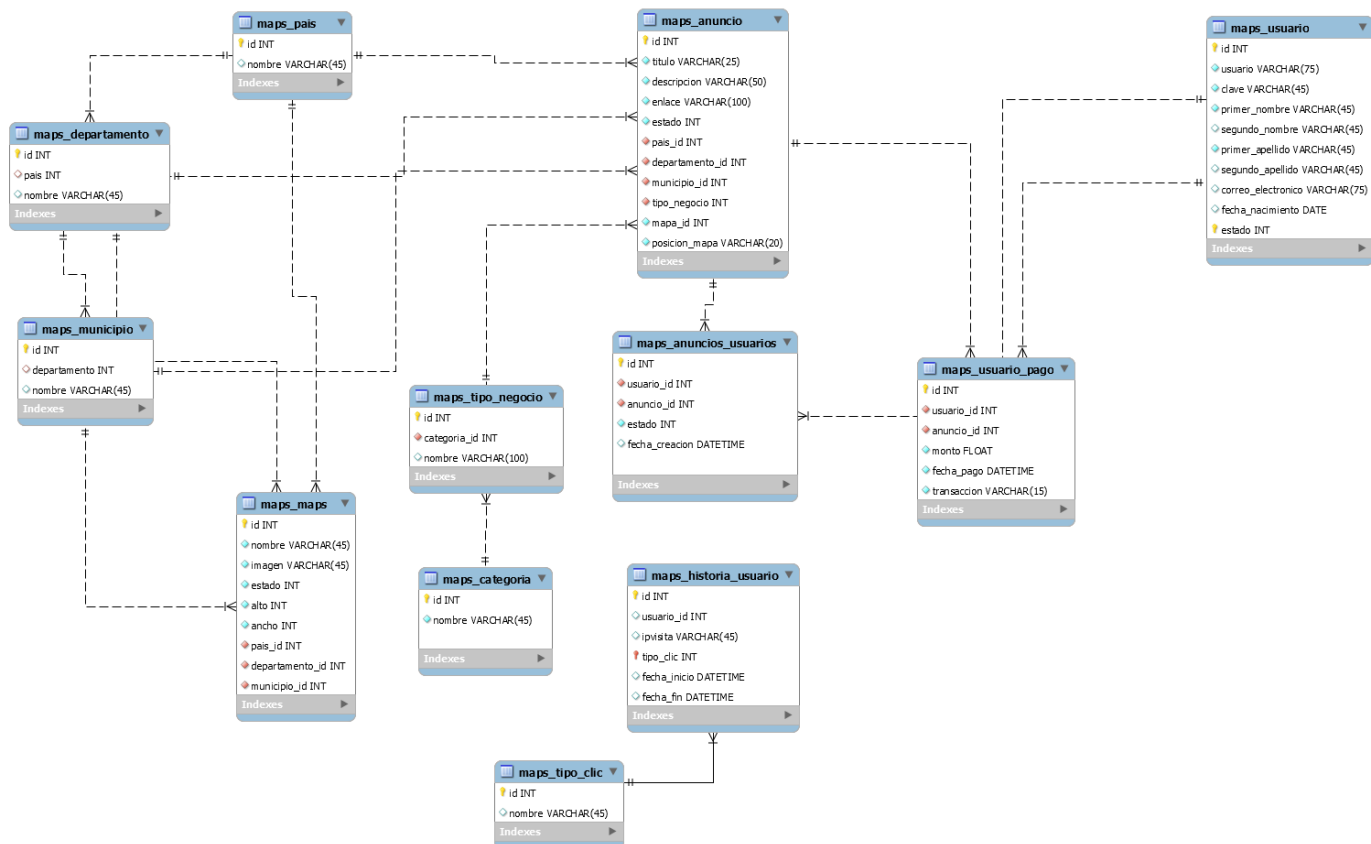 maps_pais
id INT
nombre VARCHAR(45)
Indexes
maps_departamento
id INT
pais INT
nombre VARCHAR(45)
Indexes
maps_municipio
id INT
departamento INT
nombre VARCHAR(45)
Indexes
maps_maps
id INT
nombre VARCHAR(45)
imagen VARCHAR(45)
estado INT
alto INT
ancho INT
pais_id INT
departamento_id INT
municipio_id INT
Indexes
maps_tipo_negocio
id INT
categoria_id INT
nombre VARCHAR(100)
Indexes
maps_categoria
id INT
nombre VARCHAR(45)
Indexes
maps_anuncio
id INT
titulo VARCHAR(25)
descripcion VARCHAR(50)
enlace VARCHAR(100)
estado INT
pais_id INT
departamento_id INT
municipio_id INT
tipo_negocio INT
mapa_id INT
posicion_mapa VARCHAR(20)
Indexes
maps_anuncios_usuarios
id INT
usuario_id INT
anuncio_id INT
estado INT
fecha_creacion DATETIME
Indexes
maps_historia_usuario
id INT
usuario_id INT
ipvisita VARCHAR(45)
tipo_clic INT
fecha_inicio DATETIME
fecha_fin DATETIME
Indexes
maps_tipo_clic
id INT
nombre VARCHAR(45)
Indexes
maps_usuario_pago
id INT
usuario_id INT
anuncio_id INT
monto FLOAT
fecha_pago DATETIME
transaccion VARCHAR(15)
Indexes
maps_usuario
id INT
usuario VARCHAR(75)
clave VARCHAR(45)
primer_nombre VARCHAR(45)
segundo_nombre VARCHAR(45)
primer_apellido VARCHAR(45)
segundo_apellido VARCHAR(45)
correo_electronico VARCHAR(75)
fecha_nacimiento DATE
estado INT
Indexes